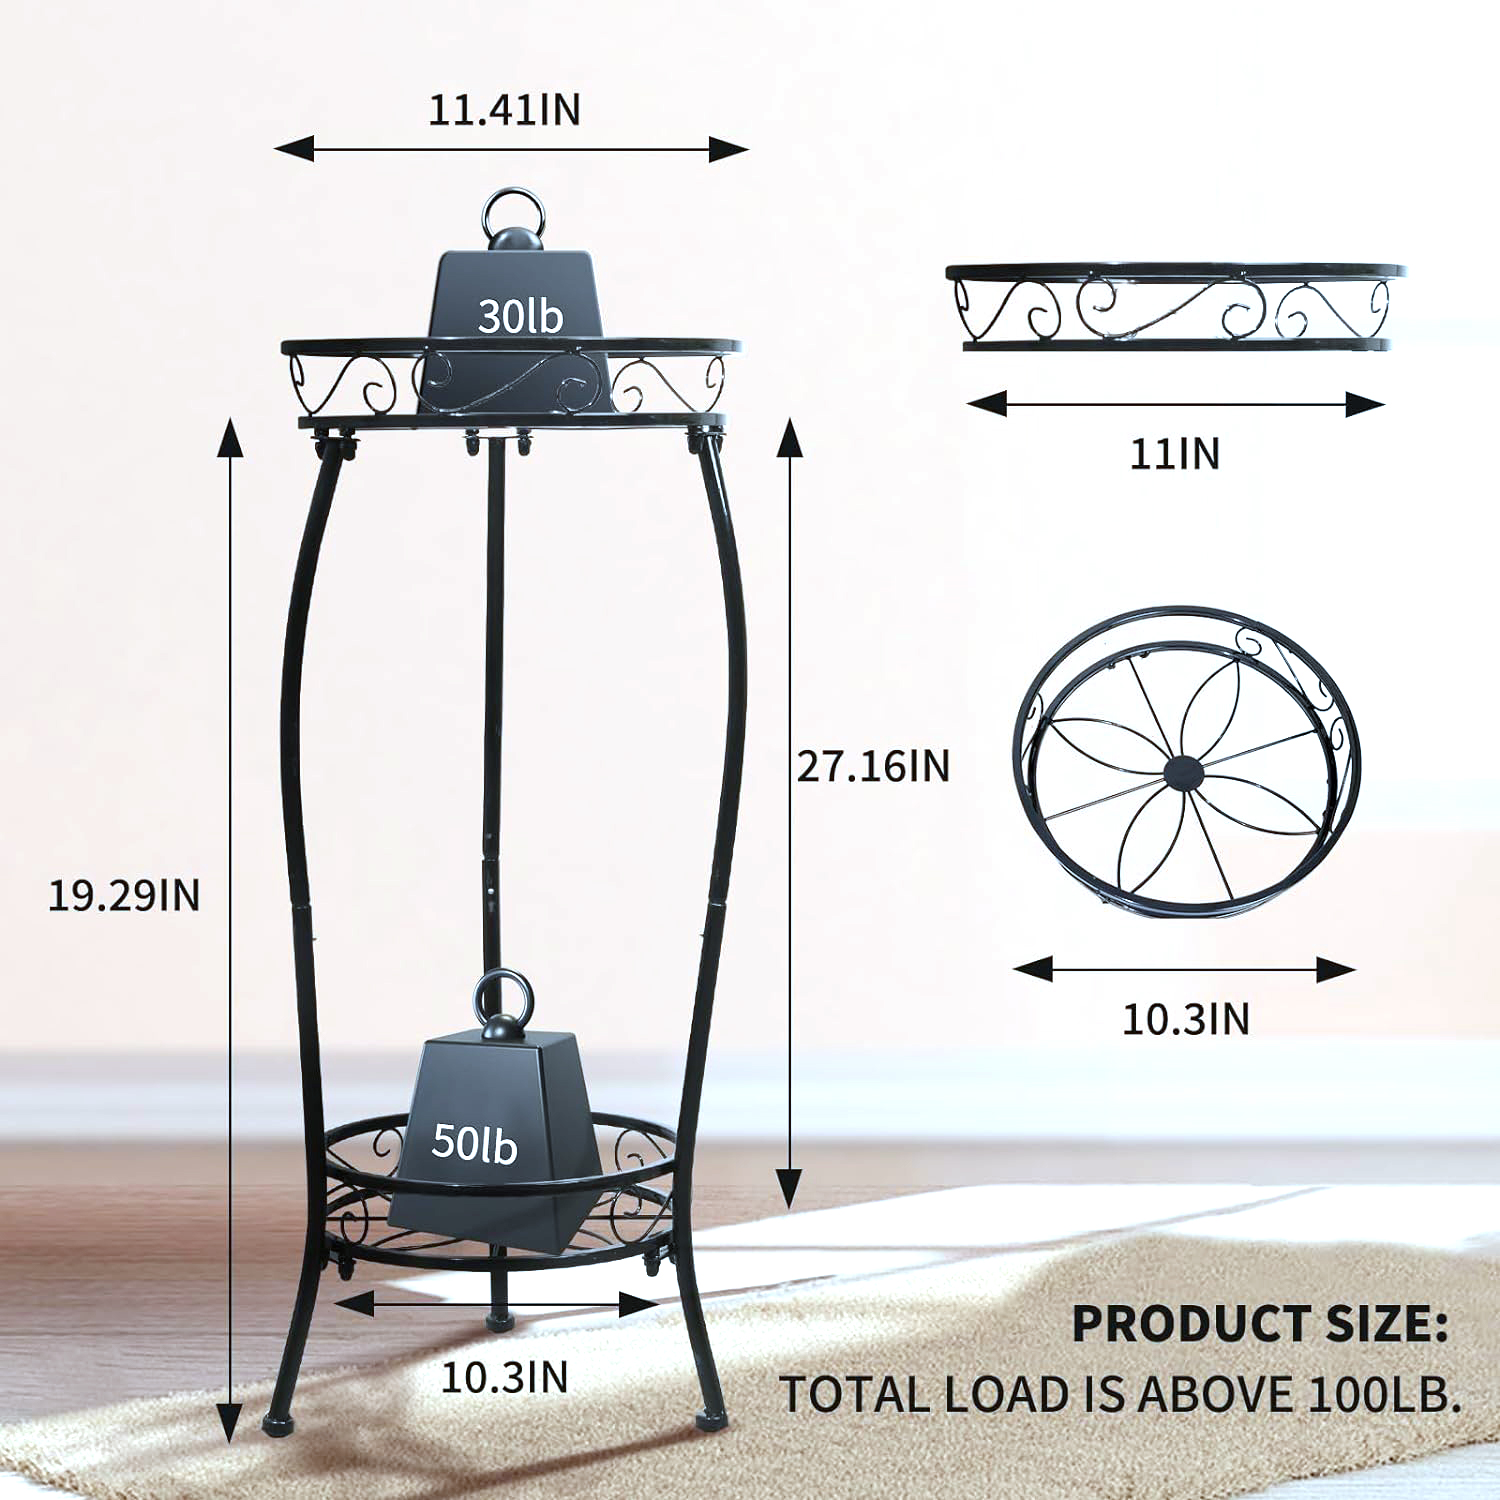 11.41IN
30lb
11IN
27.16IN
19.29IN
10.3IN
50lb
10.3IN
PRODUCT SIZE:
TOTAL LOAD IS ABOVE 100LB.